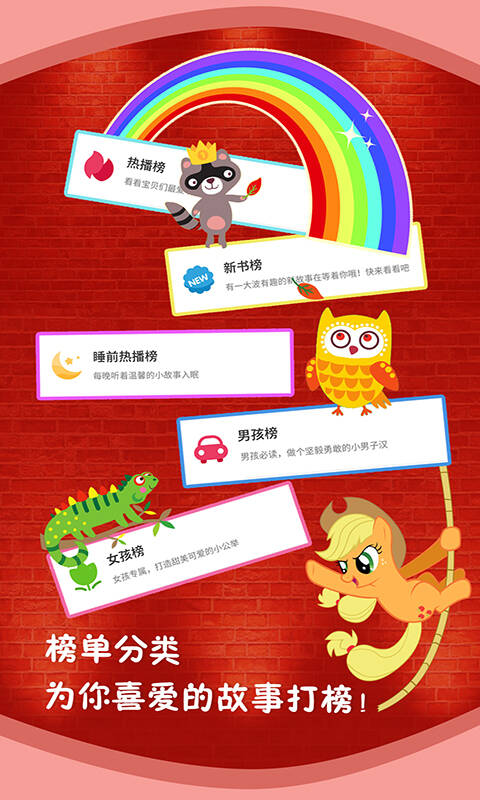 热播榜
看看宝贝们最爱
NEW
新书榜
有一大波有趣的新故事在等着你哦！快来看看吧
睡前热播榜
每晚听着温馨的小故事入眠
男孩榜
男孩必读，做个坚毅勇敢的小男子汉
女孩榜
女孩专属，打造甜美可爱的小公举
榜单分类
为你喜爱的故事打榜！